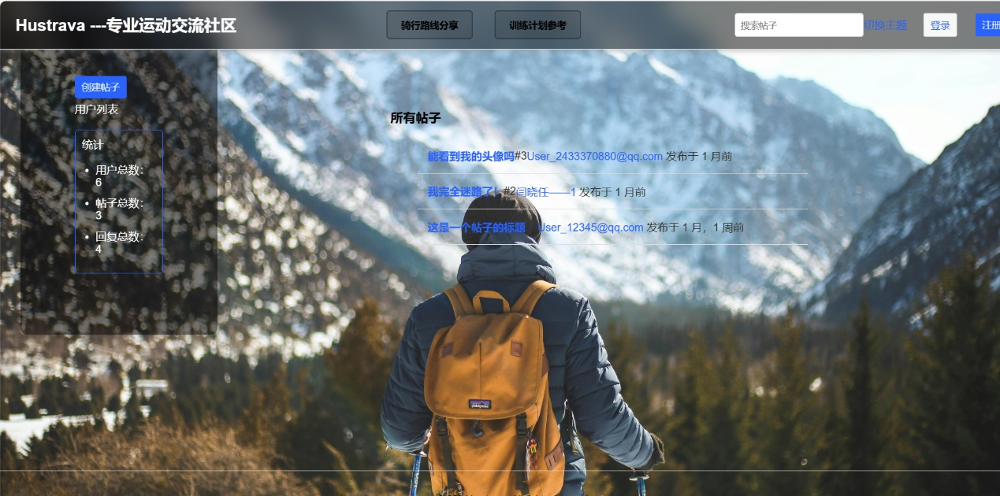 Hustrava ---专业运动交流社区
骑行路线分享
训练计划参考
搜索帖子
切换主题
登录
注册
创建帖子
用户列表
统计
• 用户总数：
6
• 帖子总数：
3
• 回复总数：
4
所有帖子
能看到我的头像吗#3User_2433370880@qq.com 发布于 1 月前
我完全迷路了！#2闫晓任——1 发布于 1 月前
这是一个帖子的标题 User_12345@qq.com 发布于 1 月，1 周前
patagonia